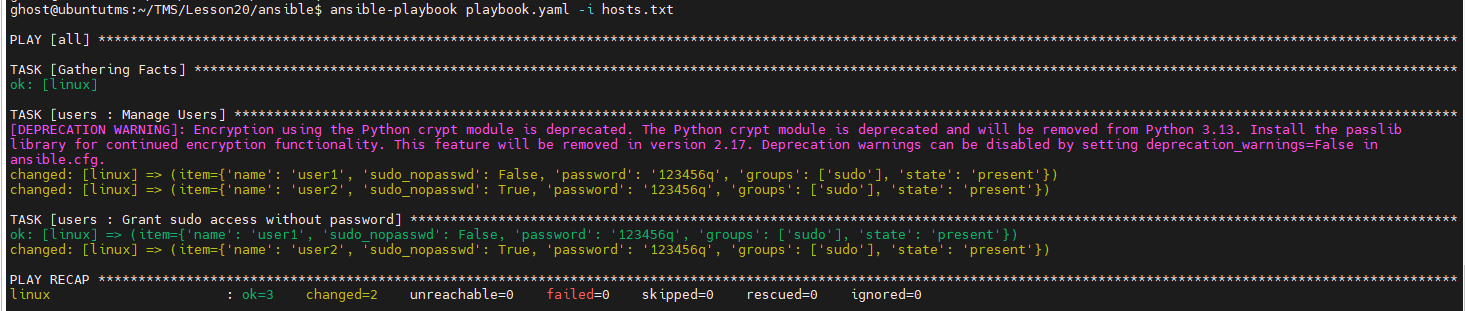 ghost@ubuntutms:~/TMS/Lesson20/ansible$ ansible-playbook playbook.yaml -i hosts.txt
PLAY [all] **************************************************************************************************************************************************************************
TASK [Gathering Facts] **************************************************************************************************************************************************************
ok: [linux]
TASK [users : Manage Users] *********************************************************************************************************************************************************
[DEPRECATION WARNING]: Encryption using the Python crypt module is deprecated. The Python crypt module is deprecated and will be removed from Python 3.13. Install the passlib
library for continued encryption functionality. This feature will be removed in version 2.17. Deprecation warnings can be disabled by setting deprecation_warnings=False in
ansible.cfg.
changed: [linux] => (item={'name': 'user1', 'sudo_nopasswd': False, 'password': '123456q', 'groups': ['sudo'], 'state': 'present'})
changed: [linux] => (item={'name': 'user2', 'sudo_nopasswd': True, 'password': '123456q', 'groups': ['sudo'], 'state': 'present'})
TASK [users : Grant sudo access without password] ***********************************************************************************************************************************
ok: [linux] => (item={'name': 'user1', 'sudo_nopasswd': False, 'password': '123456q', 'groups': ['sudo'], 'state': 'present'})
changed: [linux] => (item={'name': 'user2', 'sudo_nopasswd': True, 'password': '123456q', 'groups': ['sudo'], 'state': 'present'})
PLAY RECAP **************************************************************************************************************************************************************************
linux                      : ok=3    changed=2    unreachable=0    failed=0    skipped=0    rescued=0    ignored=0